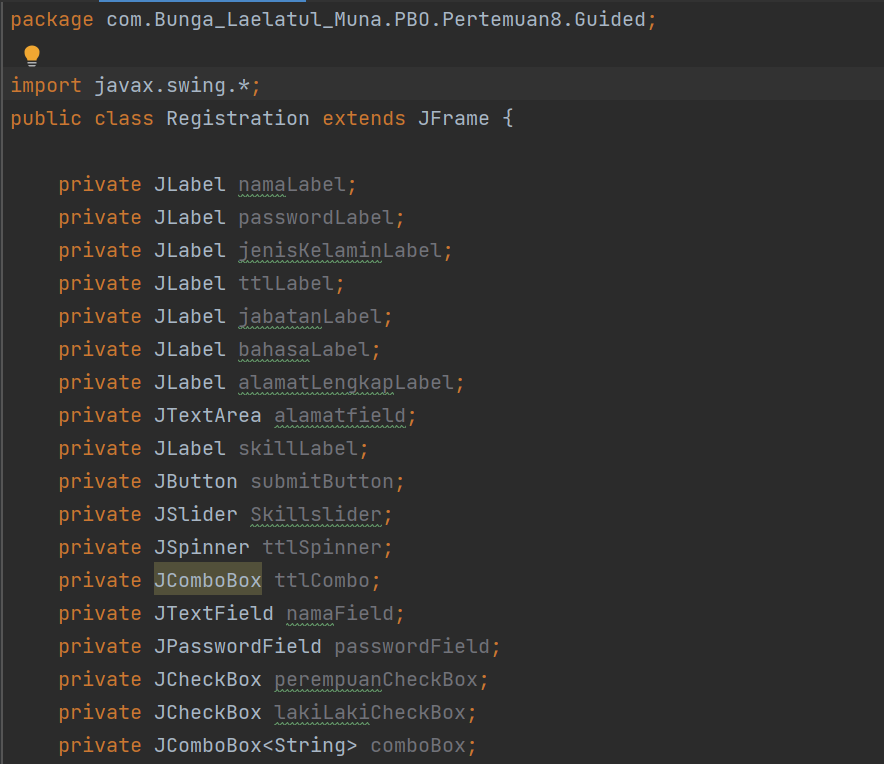 package com.Bunga_Laelatul_Muna.PBO.Pertemuan8.Guided;
import javax.swing.*;
public class Registration extends JFrame {
private JLabel namaLabel;
private JLabel passwordLabel;
private JLabel jenisKelaminLabel;
private JLabel ttlLabel;
private JLabel jabatanLabel;
private JLabel bahasaLabel;
private JLabel alamatLengkapLabel;
private JTextArea alamatfield;
private JLabel skillLabel;
private JButton submitButton;
private JSlider Skillslider;
private JSpinner ttlSpinner;
private JComboBox ttlCombo;
private JTextField namaField;
private JPasswordField passwordField;
private JCheckBox perempuanCheckBox;
private JCheckBox lakiLakiCheckBox;
private JComboBox<String> comboBox;